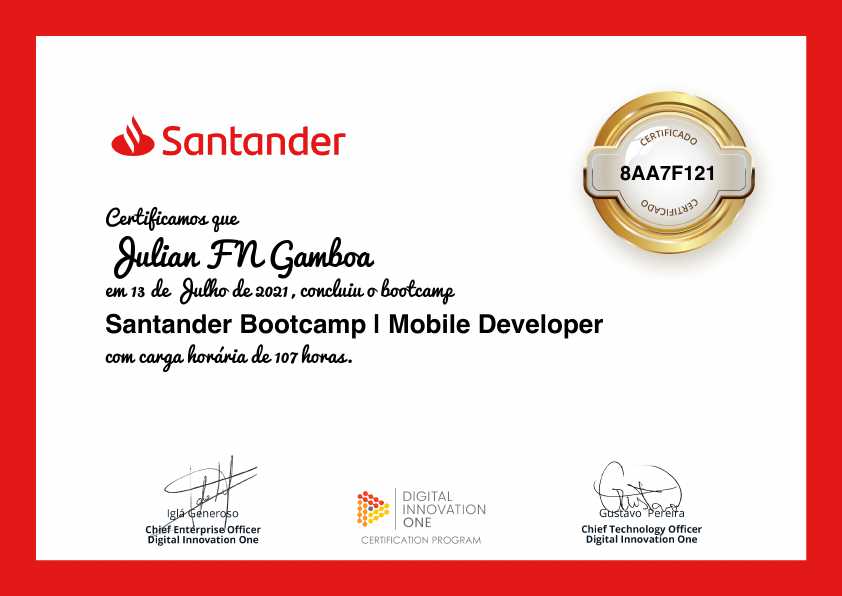 Santander
CERTIFICADO
8AA7F121
CERTIFICADO
Certificamos que
Julian FN Gamboa
em 13 de Julho de 2021, concluiu o bootcamp
Santander Bootcamp | Mobile Developer
com carga horária de 107 horas.
Iglá Generoso
Chief Enterprise Officer
Digital Innovation One
DIGITAL
INNOVATION
ONE
CERTIFICATION PROGRAM
Gustavo Pereira
Chief Technology Officer
Digital Innovation One